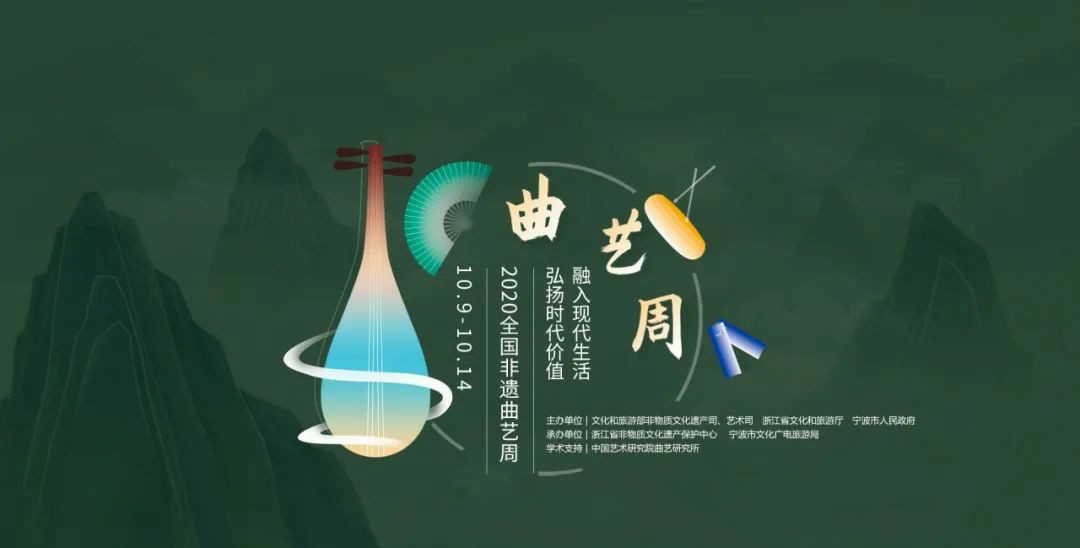 曲艺周
融入现代生活
弘扬时代价值
2020全国非遗曲艺周
10.9-10.14
主办单位|文化和旅游部非物质文化遗产司、艺术司 浙江省文化和旅游厅 宁波市人民政府
承办单位|浙江省非物质文化遗产保护中心 宁波市文化广电旅游局
学术支持|中国艺术研究院曲艺研究所